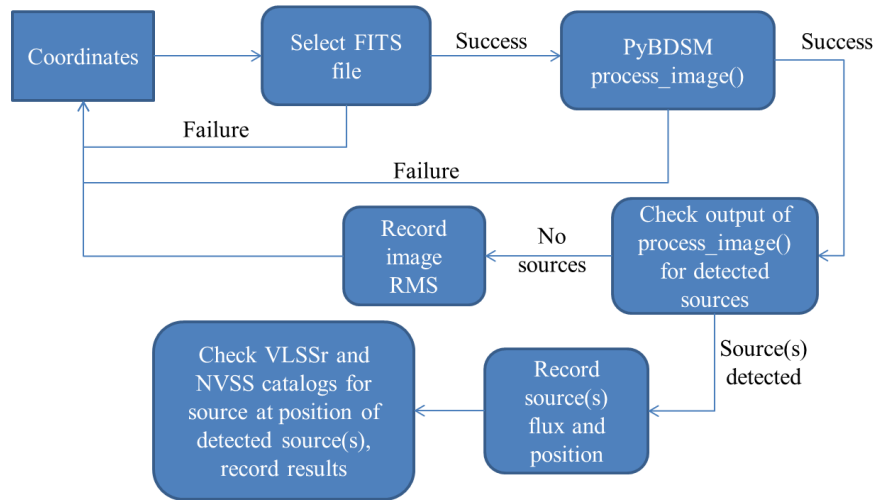 Coordinates
Select FITS
file
Success
PyBDSM
process_image()
Success
Failure
Failure
Check output of
process_image()
for detected
sources
No
sources
Record
image
RMS
Source(s)
detected
Record
source(s)
flux and
position
Check VLSSr and
NVSS catalogs for
source at position of
detected source(s),
record results